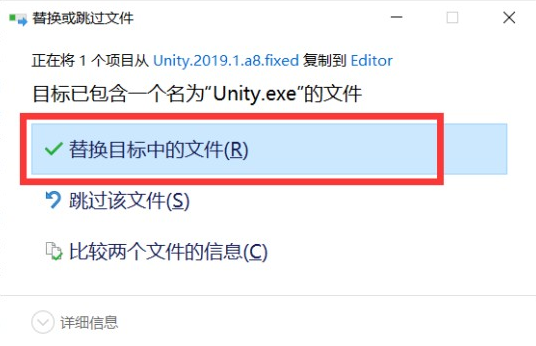 替换或跳过文件
正在将 1 个项目从 Unity.2019.1.a8.fixed 复制到 Editor
目标已包含一个名为“Unity.exe”的文件
替换目标中的文件(R)
跳过该文件(S)
比较两个文件的信息(C)
详细信息